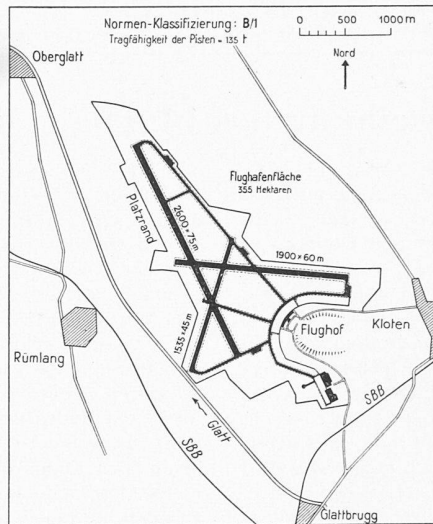 Normen-Klassifizierung: B/1
Tragfähigkeit der Pisten = 135 t
0 500 1000 m
Nord
Oberglatt
Flughafenfläche
355 Hektaren
Platzrand
2600 × 75 m
1900 × 60 m
1535 × 45 m
Flughof
Kloten
Rümlang
Glatt
SBB
SBB
Glattbrugg